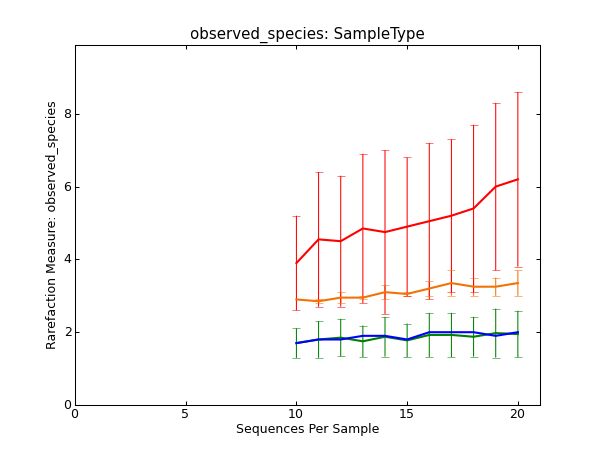 observed_species: SampleType
Rarefaction Measure: observed_species
8
6
4
2
0
0 5 10 15 20
Sequences Per Sample